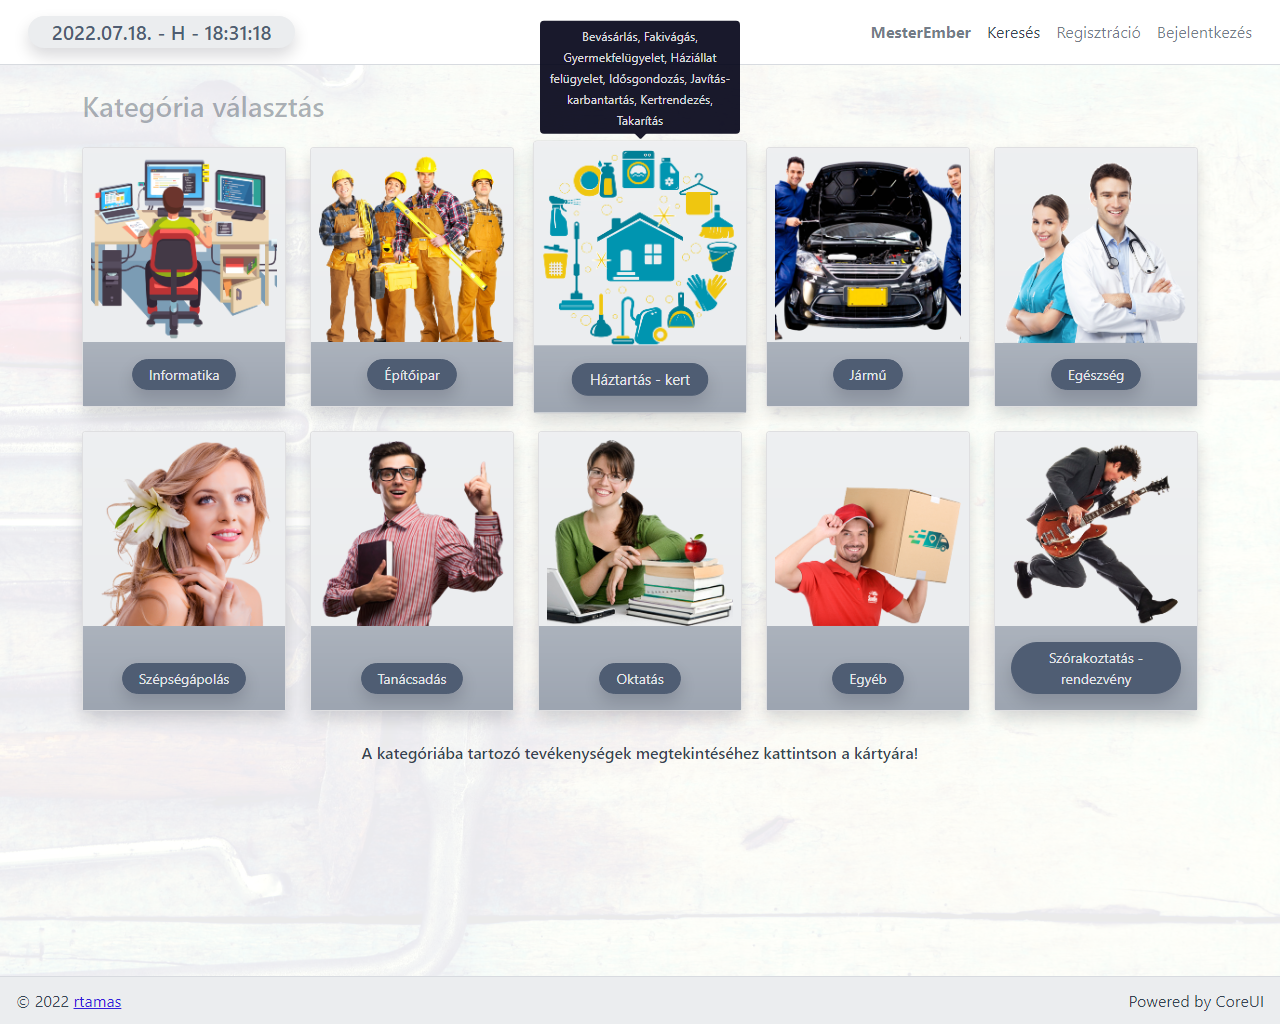 2022.07.18. - H - 18:31:18
MesterEmber
Keresés
Regisztráció
Bejelentkezés
Bevásárlás, Fakivágás,
Gyermekfelügyelet, Háziállat
felügyelet, Idősgondozás, Javítás-
karbantartás, Kertrendezés,
Takarítás
Kategória választás
Informatika
Építőipar
Háztartás - kert
Jármű
Egészség
Szépségápolás
Tanácsadás
Oktatás
Egyéb
Szórakoztatás -
rendezvény
A kategóriába tartozó tevékenységek megtekintéséhez kattintson a kártyára!
© 2022 rtamas
Powered by CoreUI